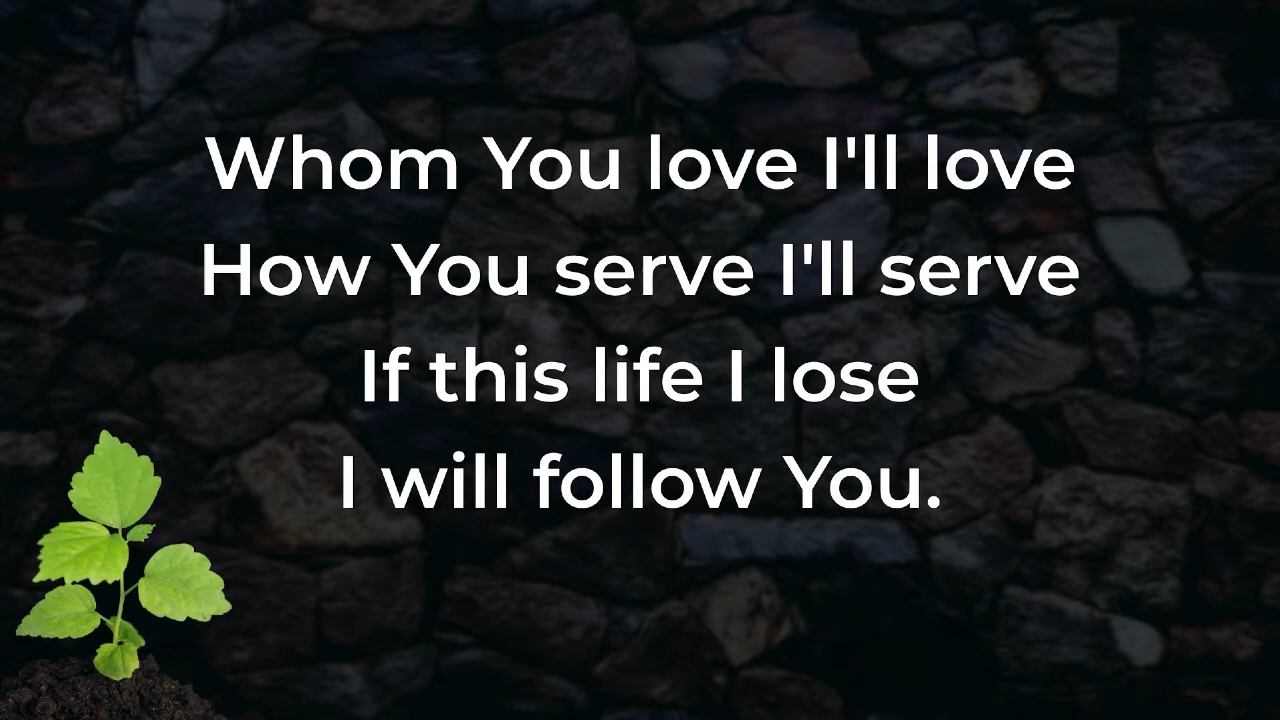 Whom You love I'll love
How You serve I'll serve
If this life I lose
I will follow You.